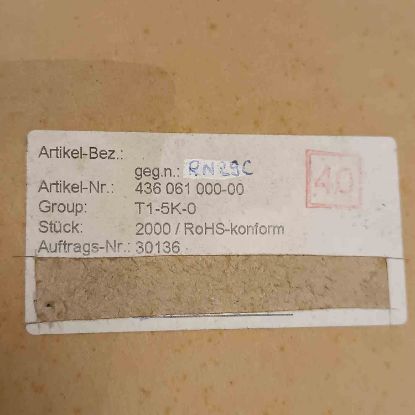 Artikel-Bez.:
geg.n.: RN29C
Artikel-Nr.: 436 061 000-00
Group: T1-5K-0
Stück: 2000 / RoHS-konform
Auftrags-Nr.: 30136
40